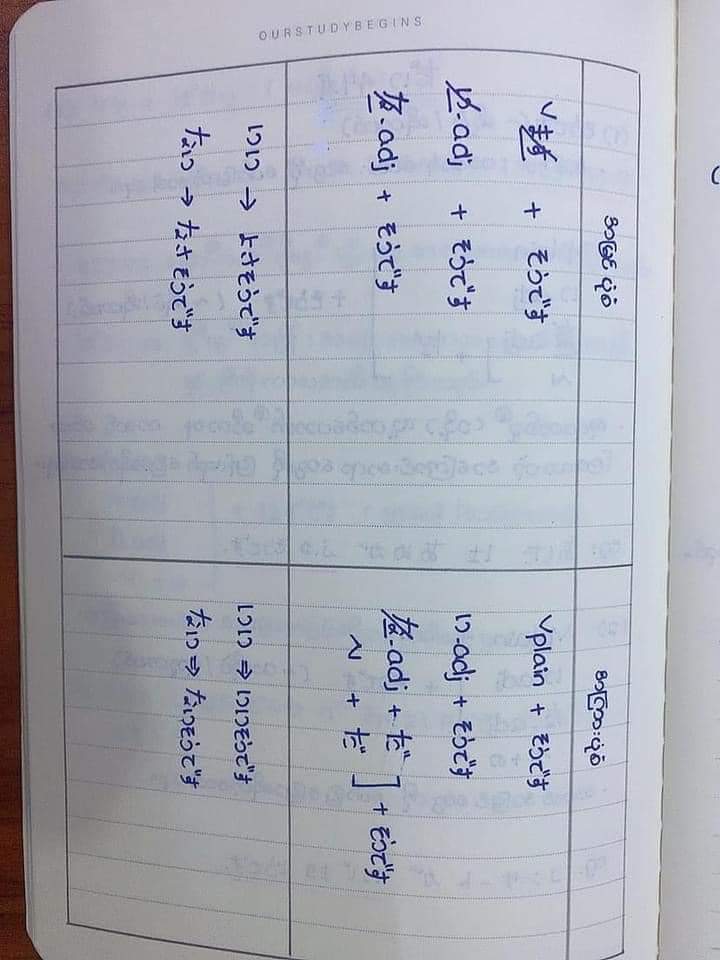 OURSTUDYBEGINS
အမြင် ပုံစံ
Vます + そうです
い-adj + そうです
な-adj + そうです
いい → よさそうです
ない → なさそうです
အကြားပုံစံ
Vplain + そうです
い-adj + そうです
な-adj + だ ] + そうです
N + だ
いい ⇒ いいそうです
ない ⇒ ないそうです